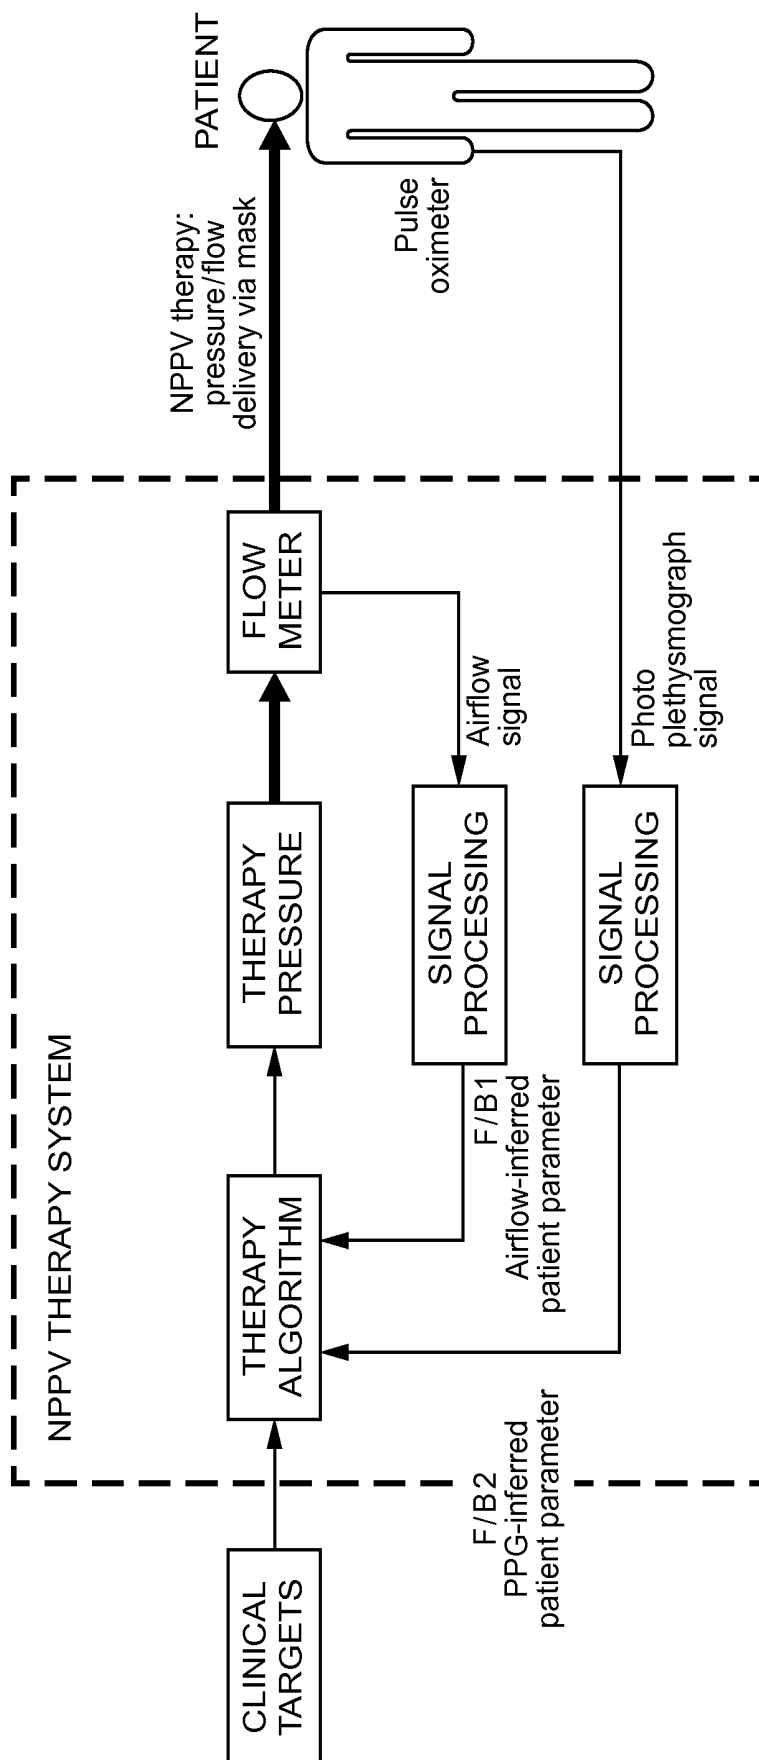 NPPV THERAPY SYSTEM
CLINICAL
TARGETS
THERAPY
ALGORITHM
THERAPY
PRESSURE
FLOW
METER
NPPV therapy:
pressure/flow
delivery via mask
PATIENT
Pulse
oximeter
Airflow
signal
SIGNAL
PROCESSING
F/B1
Airflow-inferred
patient parameter
Photo
plethysmograph
signal
SIGNAL
PROCESSING
F/B2
PPG-inferred
patient parameter